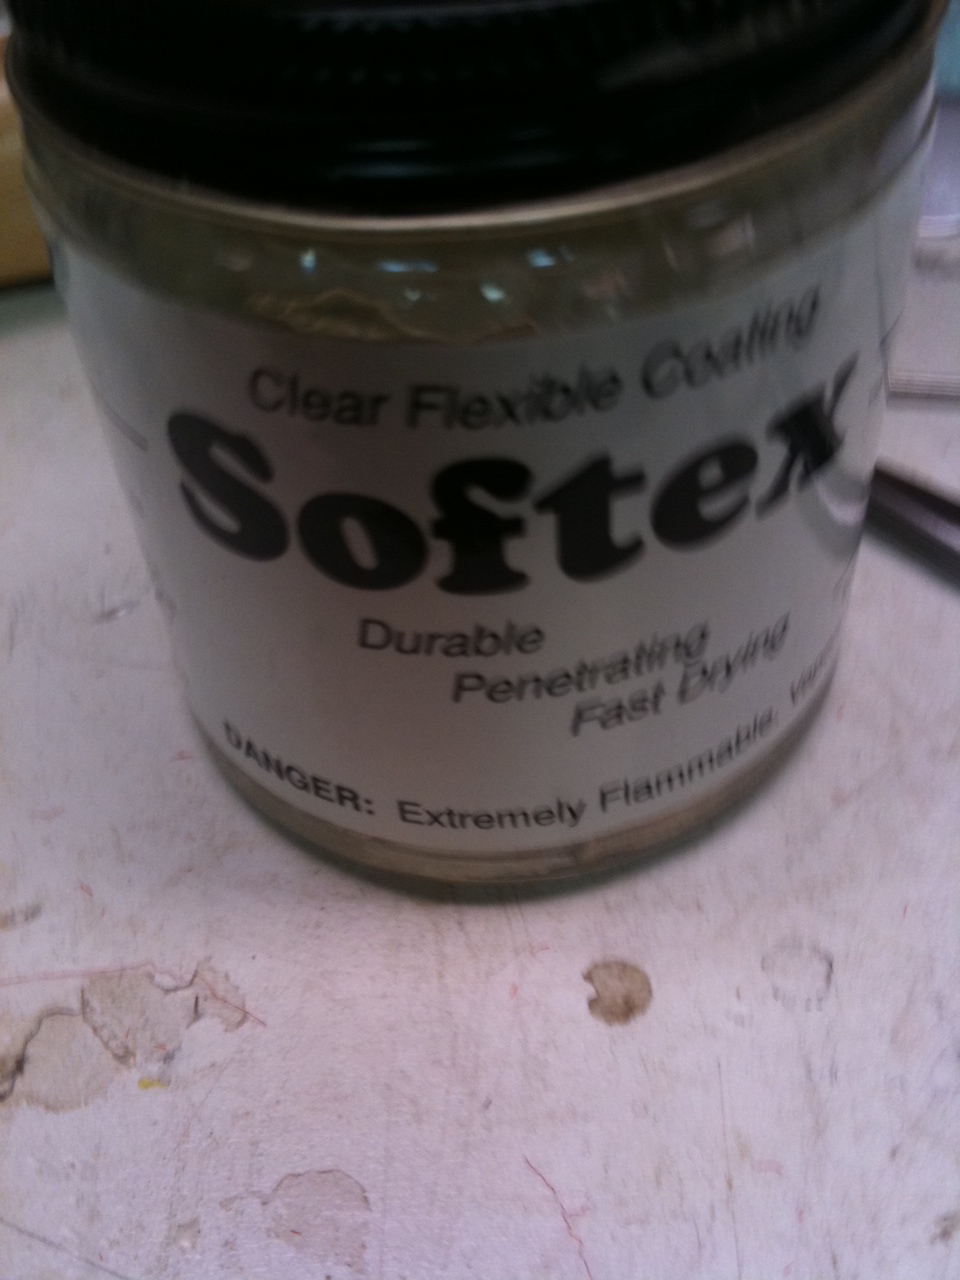 Clear Flexible Coating
Softex
Durable
Penetrating
Fast Drying
DANGER: Extremely Flammable.